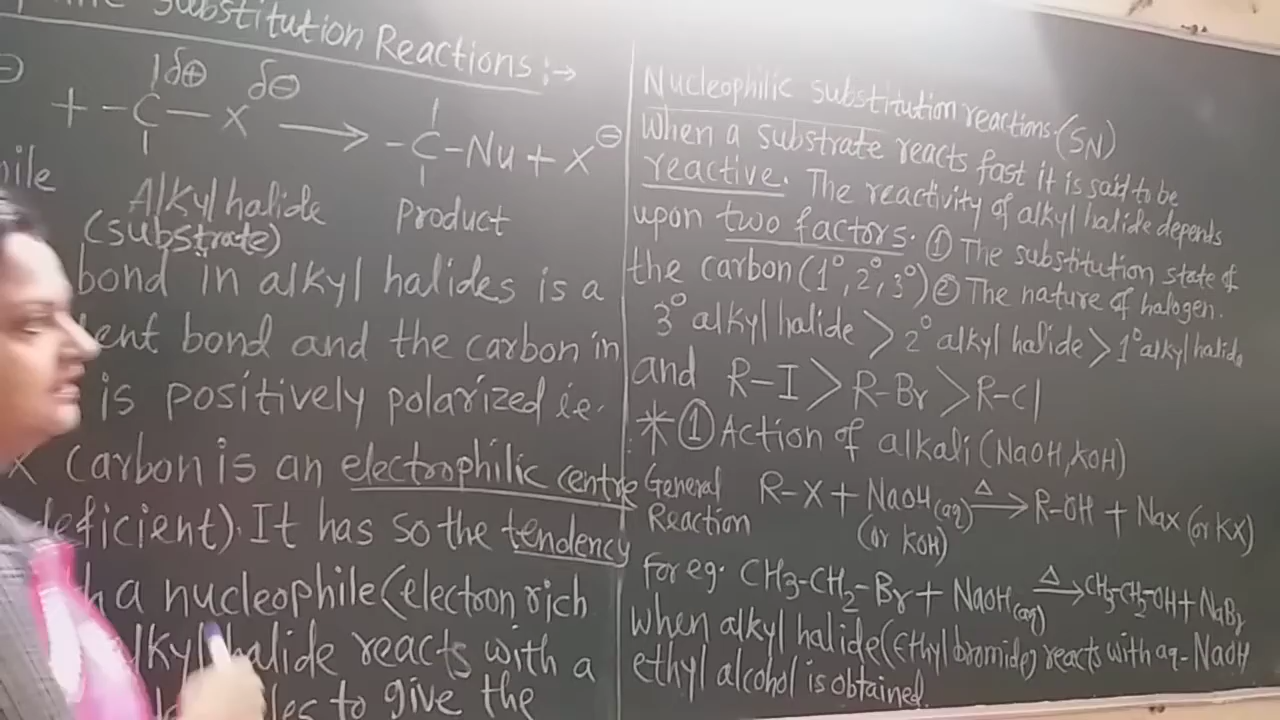 Substitution Reactions :→
⊖ + -C-X → -C-Nu + X⊖
δ⊕ δ⊖
Alkyl halide Product
(substrate)
bond in alkyl halides is a
bond and the carbon in
is positively polarized i.e.
X Carbon is an electrophilic centre
deficient). It has so the tendency
a nucleophile (electron rich
alkyl halide reacts with a
to give the
Nucleophilic substitution reactions.(SN)
When a substrate reacts fast it is said to be
reactive. The reactivity of alkyl halide depends
upon two factors. ① The substitution state of
the carbon (1°, 2°, 3°) ② The nature of halogen.
3° alkyl halide > 2° alkyl halide > 1° alkyl halide
and R-I > R-Br > R-Cl
* ① Action of alkali (NaOH, KOH)
General R-X + NaOH(aq) Δ→ R-OH + Nax (or KX)
Reaction (or KOH)
For eg. CH3-CH2-Br + NaOH(aq) Δ→ CH3-CH2-OH + NaBr
when alkyl halide (Ethyl bromide) reacts with aq- NaOH
ethyl alcohol is obtained.